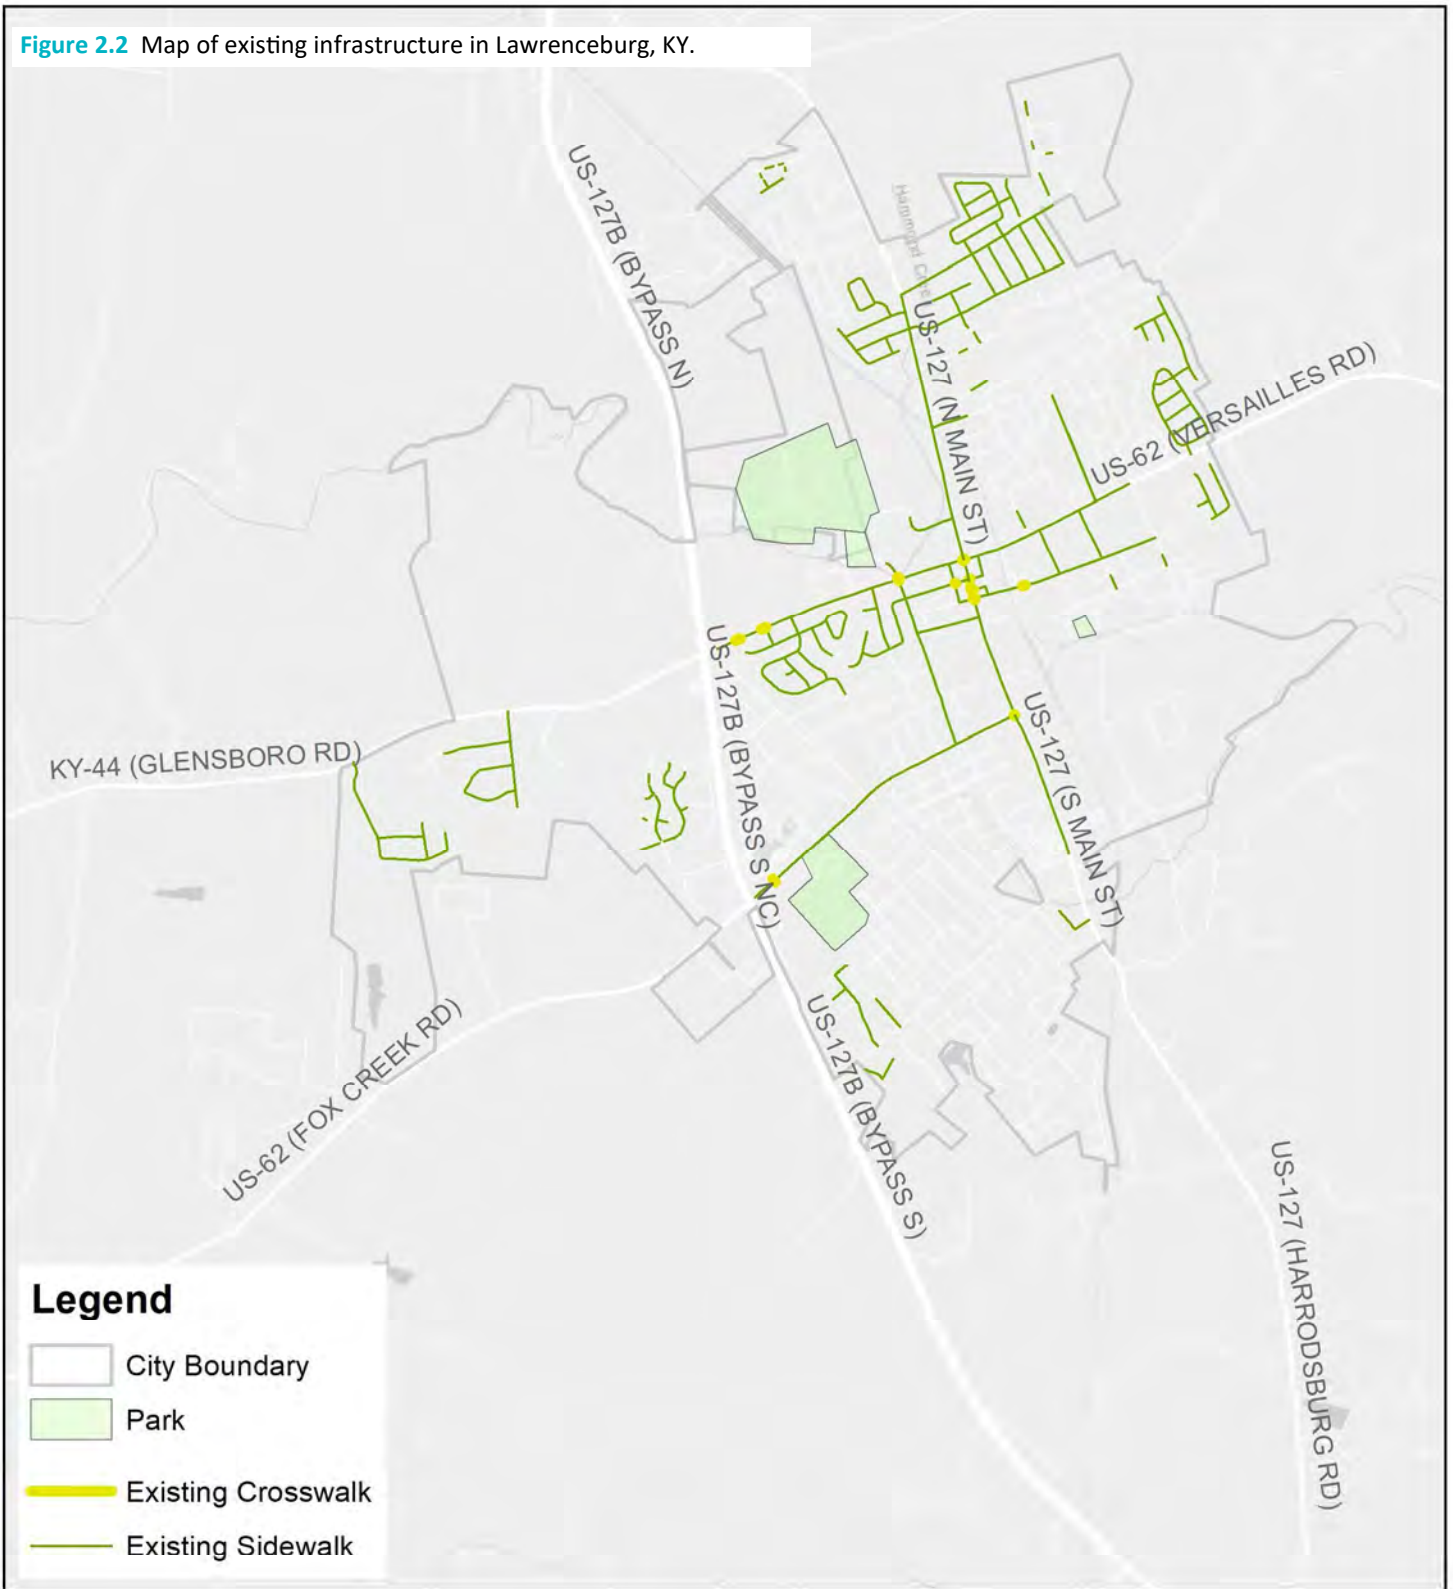 Figure 2.2 Map of existing infrastructure in Lawrenceburg, KY.
US-127B (BYPASS N)
Hammond Creek
US-127 (N MAIN ST)
US-62 (VERSAILLES RD)
US-127B (BYPASS S NC)
KY-44 (GLENSBORO RD)
US-127 (S MAIN ST)
US-62 (FOX CREEK RD)
US-127B (BYPASS S)
US-127 (HARRODSBURG RD)
Legend
City Boundary
Park
Existing Crosswalk
Existing Sidewalk